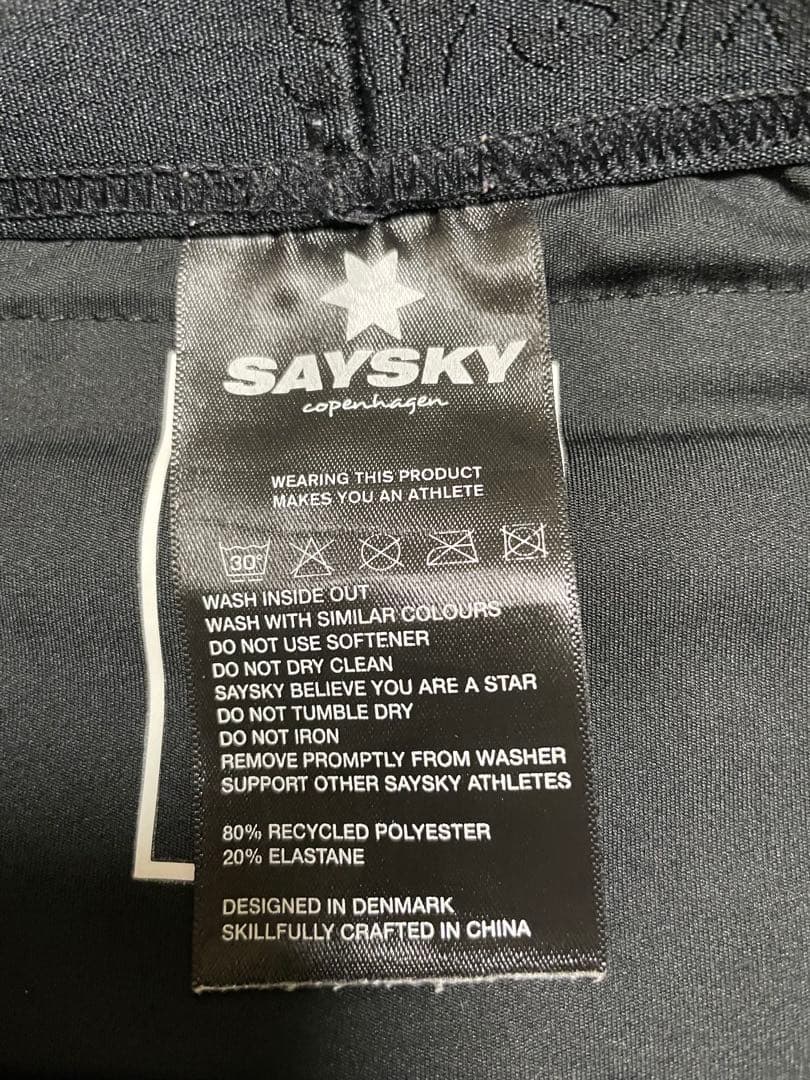 SAYSKY
copenhagen
WEARING THIS PRODUCT
MAKES YOU AN ATHLETE
30°
WASH INSIDE OUT
WASH WITH SIMILAR COLOURS
DO NOT USE SOFTENER
DO NOT DRY CLEAN
SAYSKY BELIEVE YOU ARE A STAR
DO NOT TUMBLE DRY
DO NOT IRON
REMOVE PROMPTLY FROM WASHER
SUPPORT OTHER SAYSKY ATHLETES
80% RECYCLED POLYESTER
20% ELASTANE
DESIGNED IN DENMARK
SKILLFULLY CRAFTED IN CHINA